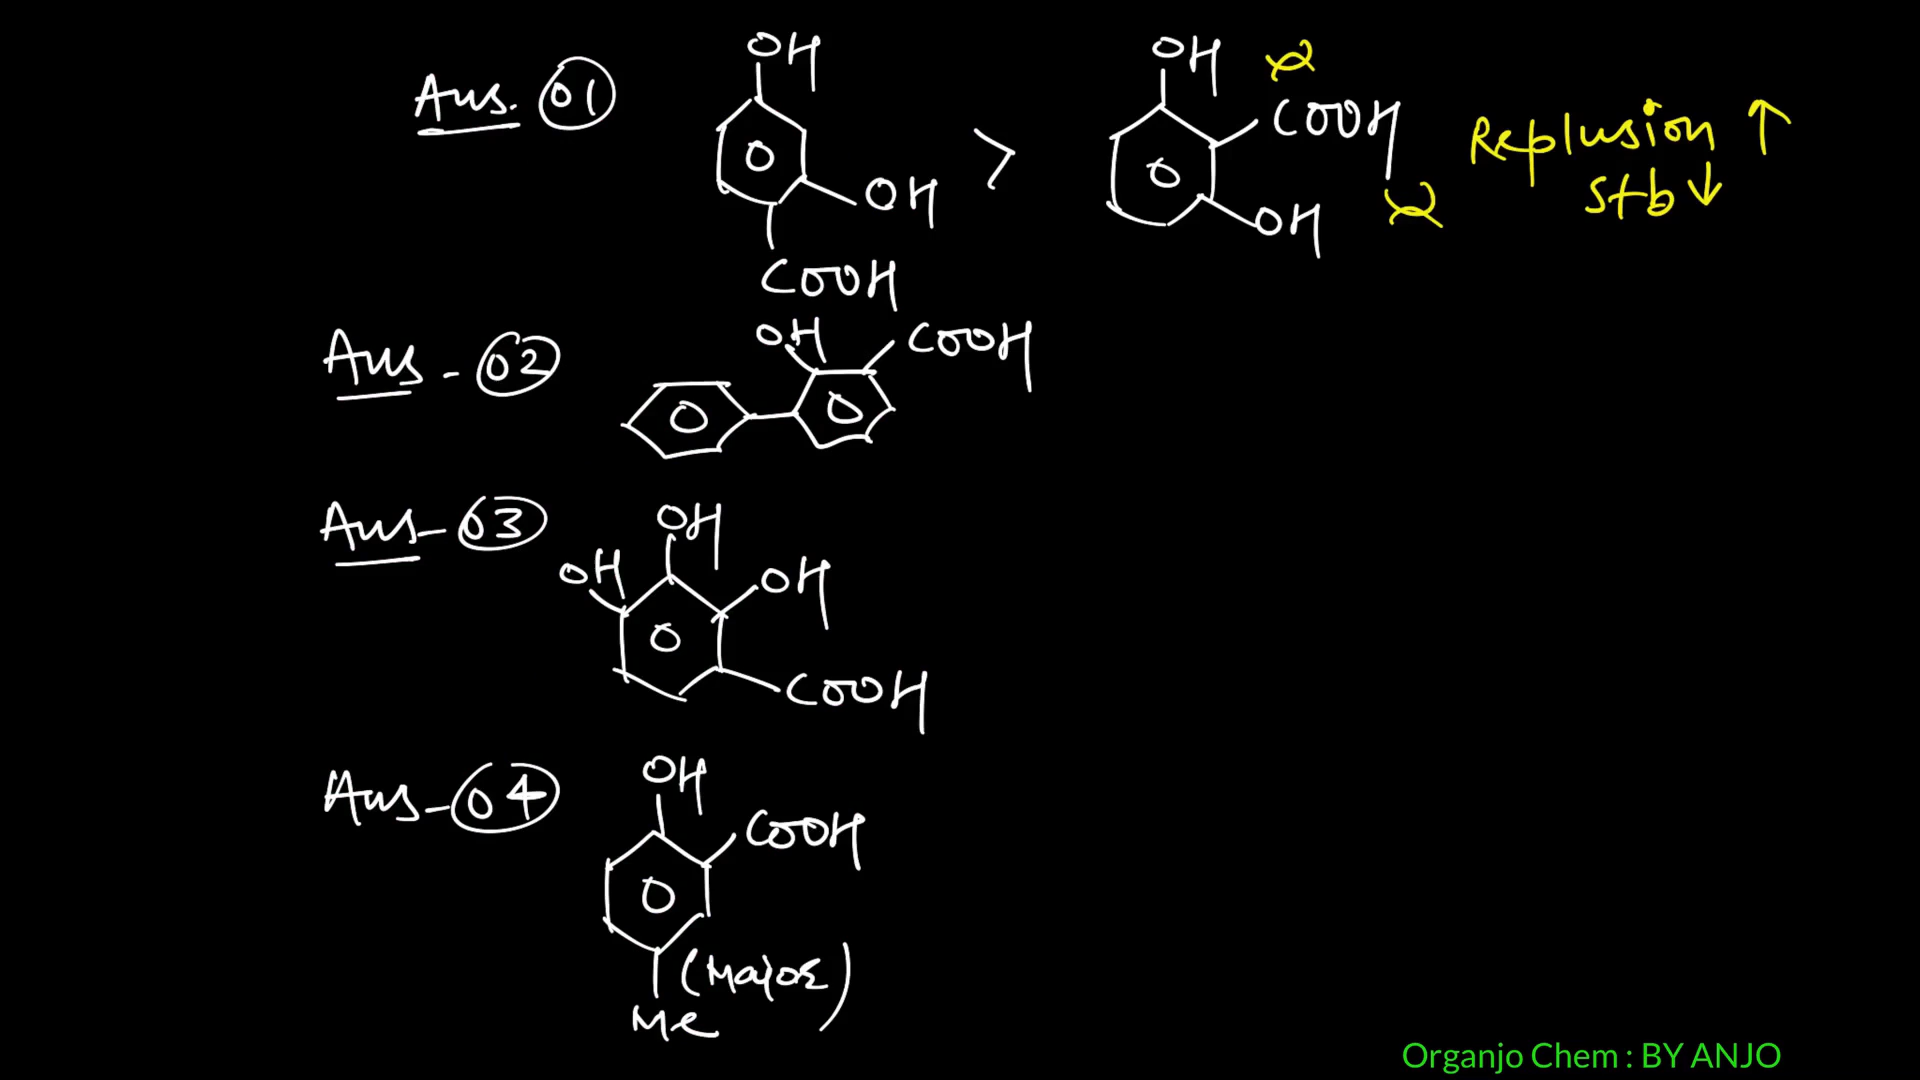 Ans. 01
OH
OH
COOH
>
OH
COOH
OH
Replusion ↑
stb ↓
Ans - 02
OH
COOH
Ans - 03
OH
OH
OH
COOH
Ans - 04
OH
COOH
(Major)
Me
Organjo Chem : BY ANJO